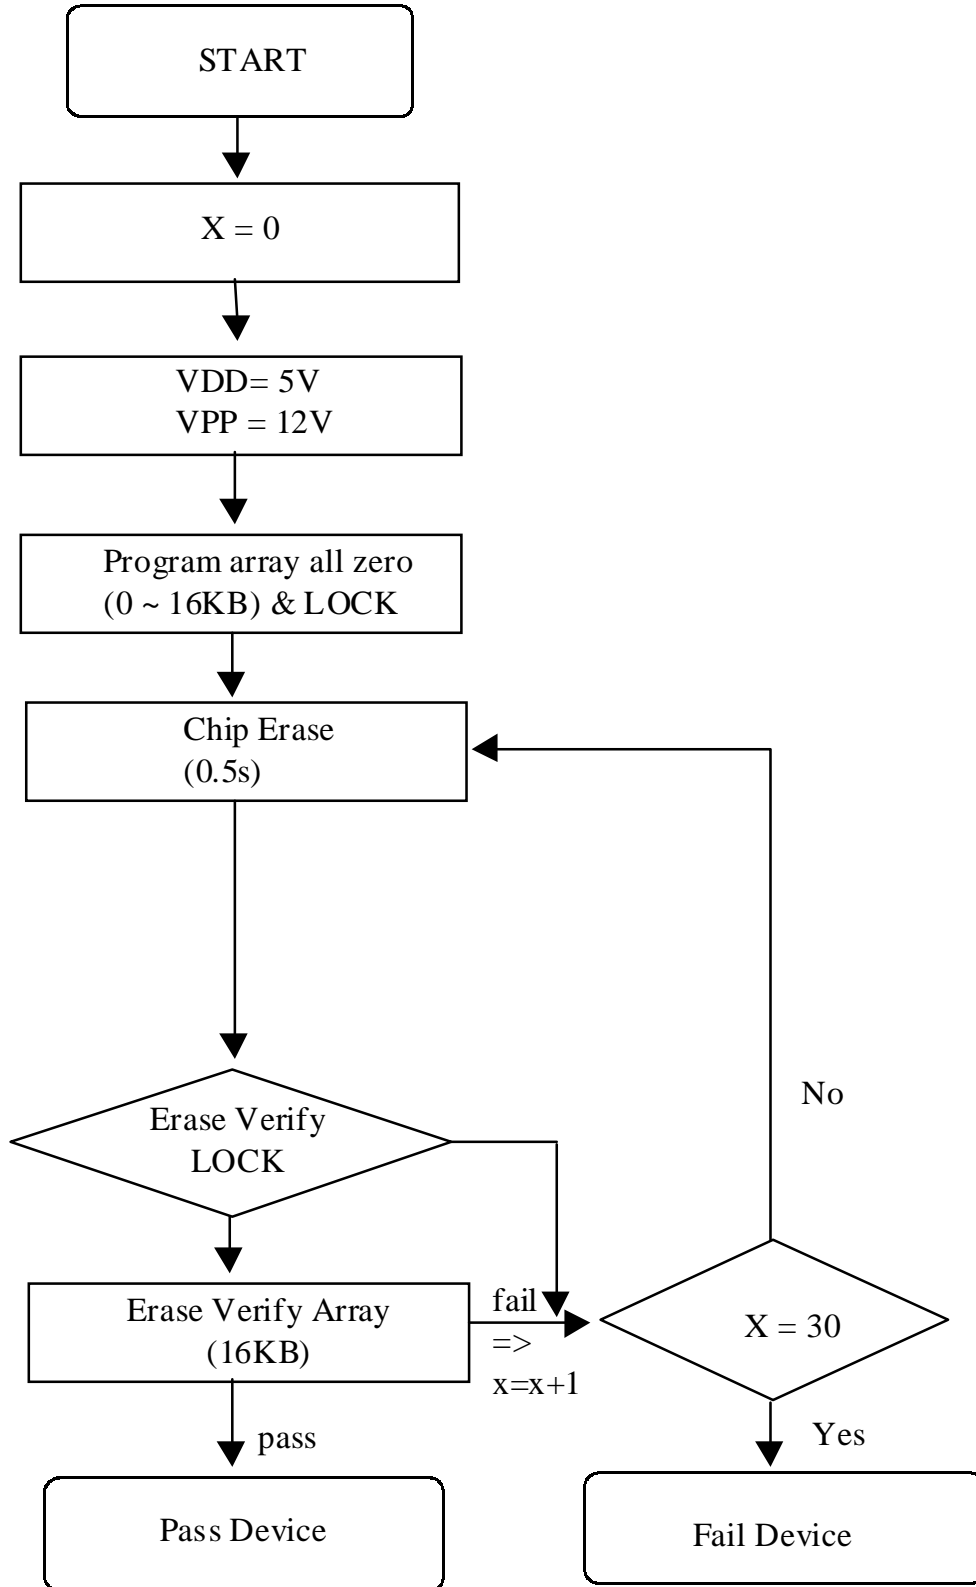 START
X = 0
VDD= 5V
VPP = 12V
Program array all zero
(0 ~ 16KB) & LOCK
Chip Erase
(0.5s)
No
Erase Verify
LOCK
Erase Verify Array
(16KB)
fail
=>
x=x+1
X = 30
pass
Yes
Pass Device
Fail Device